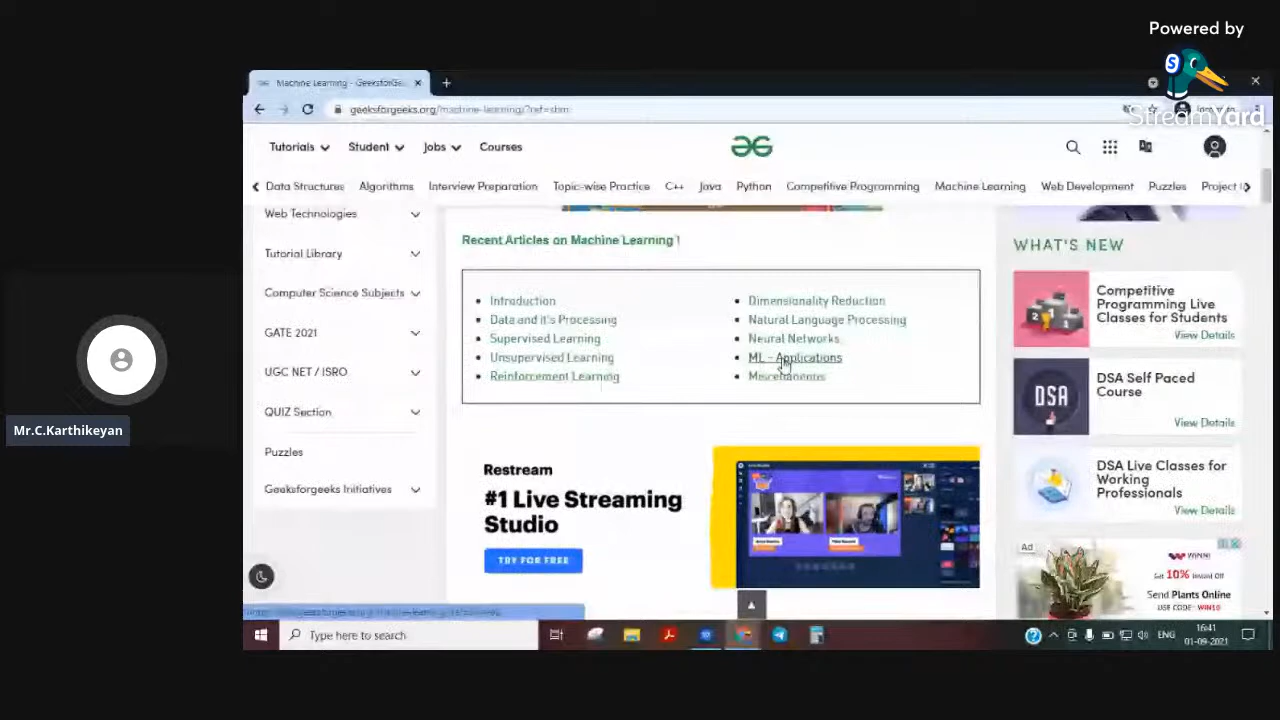 Powered by
StreamYard
Machine Learning - GeeksforGe...
geeksforgeeks.org/machine-learning/?ref=shm
Tutorials
Student
Jobs
Courses
Data Structures
Algorithms
Interview Preparation
Topic-wise Practice
C++
Java
Python
Competitive Programming
Machine Learning
Web Development
Puzzles
Project
Web Technologies
Tutorial Library
Computer Science Subjects
GATE 2021
UGC NET / ISRO
QUIZ Section
Puzzles
Geeksforgeeks Initiatives
Recent Articles on Machine Learning !
Introduction
Data and It's Processing
Supervised Learning
Unsupervised Learning
Reinforcement Learning
Dimensionality Reduction
Natural Language Processing
Neural Networks
ML - Applications
Miscellaneous
Restream
#1 Live Streaming
Studio
TRY FOR FREE
WHAT'S NEW
Competitive
Programming Live
Classes for Students
View Details
DSA
DSA Self Paced
Course
View Details
DSA Live Classes for
Working
Professionals
View Details
Ad
WINNI
Get 10% Instant Off
Send Plants Online
USE CODE: WIN10
Mr.C.Karthikeyan
Type here to search
ENG
16:41
01-09-2021